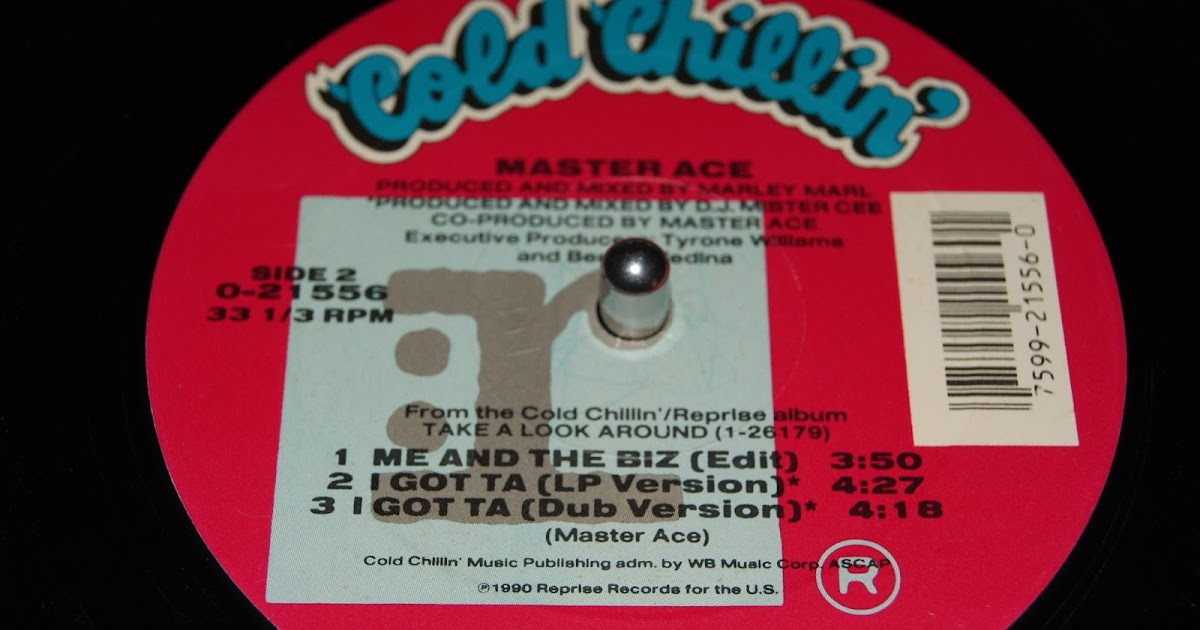 Cold Chillin'
MASTER ACE
PRODUCED AND MIXED BY MARLEY MARL
*PRODUCED AND MIXED BY D.J. MISTER CEE
CO-PRODUCED BY MASTER ACE
Executive Tyrone Williams
and
SIDE 2
0-21556
33 1/3 RPM
7599-21556-0
From the Cold Chillin'/Reprise album
TAKE A LOOK AROUND (1-26179)
1 ME AND THE BIZ (Edit) 3:50
2 I GOT TA (LP Version)* 4:27
3 I GOT TA (Dub Version)* 4:18
(Master Ace)
Cold Chillin' Music Publishing adm. by WB Music Corp. ASCAP
℗1990 Reprise Records for the U.S.
R